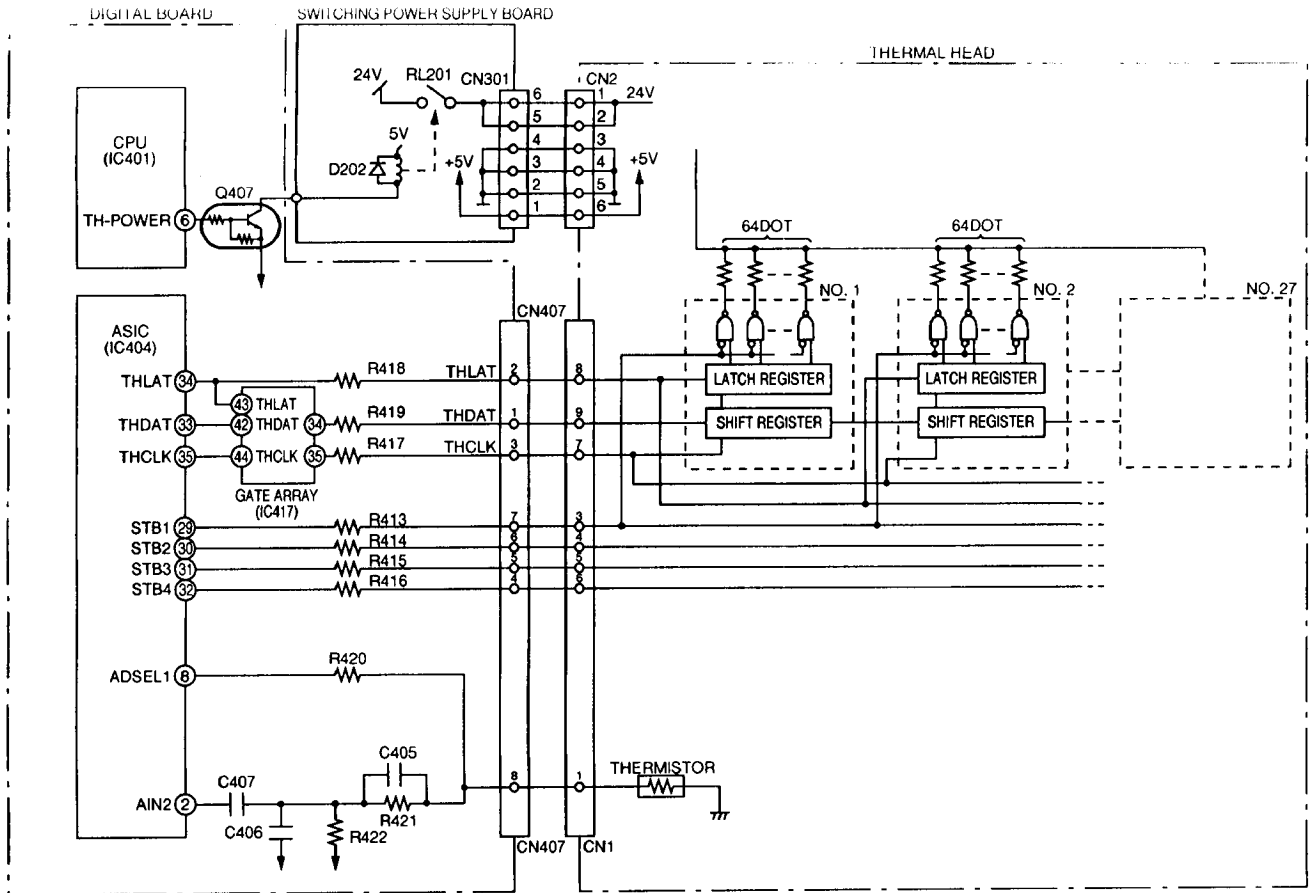 DIGITAL BOARD
SWITCHING POWER SUPPLY BOARD
THERMAL HEAD
24V
RL201
CN301
CN2
6
1
24V
5
2
5V
4
3
D202
+5V
3
4
+5V
2
5
1
6
CPU
(IC401)
Q407
TH-POWER
6
64DOT
64DOT
NO. 1
NO. 2
NO. 27
CN407
ASIC
(IC404)
THLAT
34
R418
THLAT
2
8
LATCH REGISTER
LATCH REGISTER
43
THLAT
THDAT
33
42
THDAT
34
R419
THDAT
1
9
SHIFT REGISTER
SHIFT REGISTER
THCLK
35
44
THCLK
35
R417
THCLK
3
7
GATE ARRAY
(IC417)
STB1
29
R413
7
3
STB2
30
R414
6
4
STB3
31
R415
5
5
STB4
32
R416
4
6
ADSEL1
8
R420
C405
THERMISTOR
8
1
C407
AIN2
2
R421
C406
R422
CN407
CN1